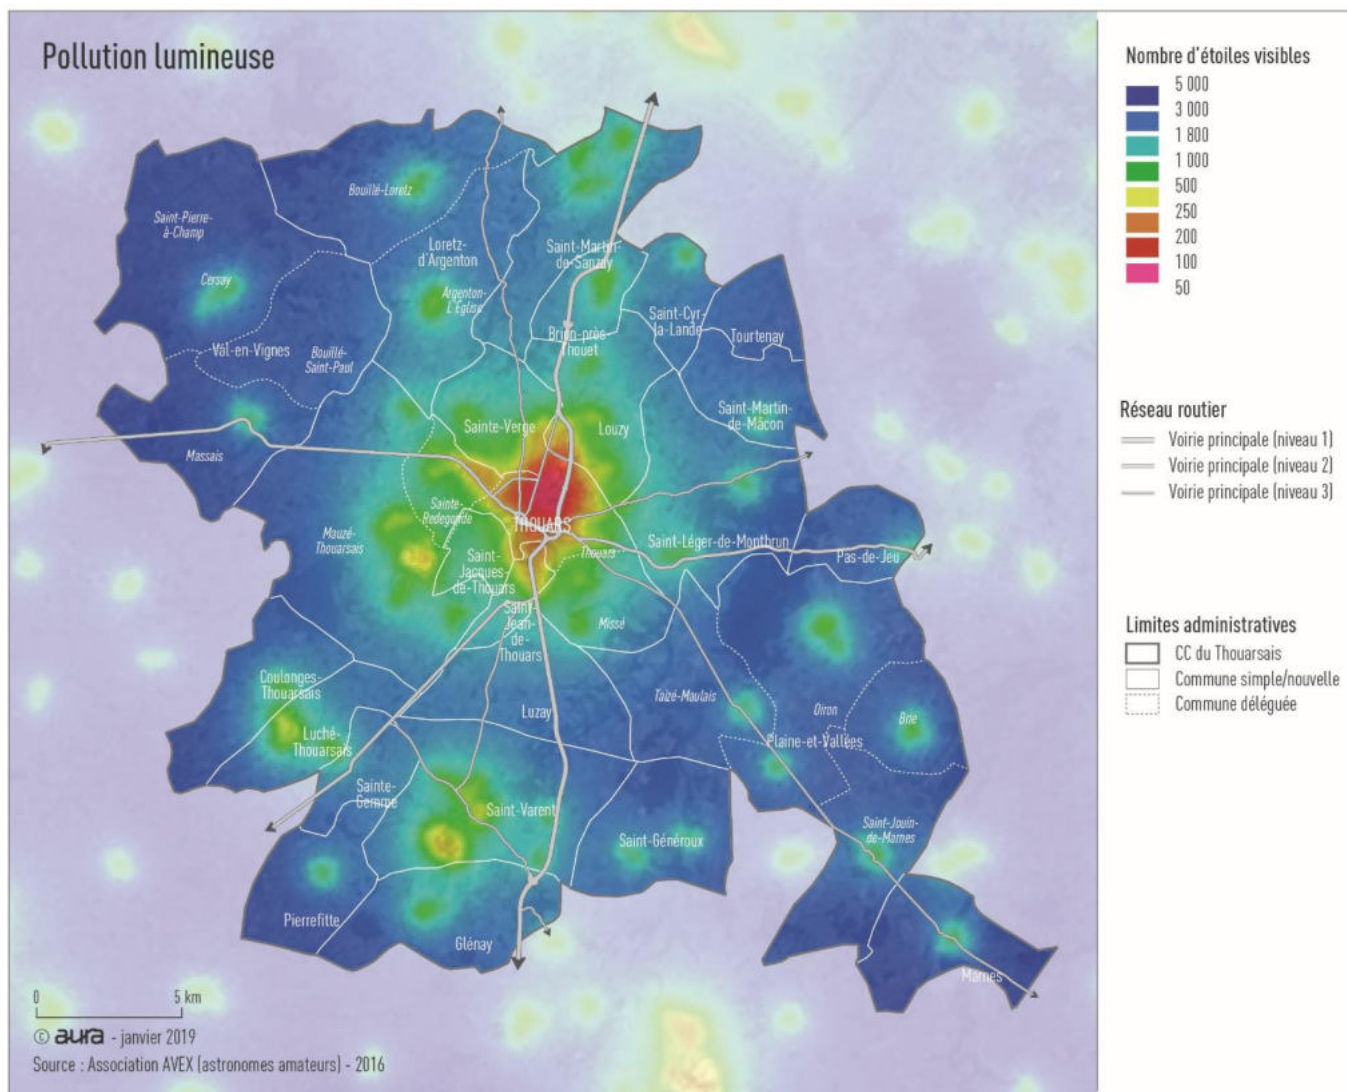 Pollution lumineuse
Nombre d'étoiles visibles
5 000
3 000
1 800
1 000
500
250
200
100
50
Réseau routier
Voirie principale (niveau 1)
Voirie principale (niveau 2)
Voirie principale (niveau 3)
Limites administratives
CC du Thouarsais
Commune simple/nouvelle
Commune déléguée
Bouillé-Loretz
Saint-Pierre-
à-Champ
Loretz-
d'Argenton
Saint-Martin-
de-Sanzay
Cersay
Argenton-
L'Eglise
Saint-Cyr-
la-Lande
Brion-près-
Thouet
Tourtenay
Val-en-Vignes
Bouillé-
Saint-Paul
Saint-Martin-
de-Mâcon
Sainte-Verge
Louzy
Massais
Sainte-
Radegonde
THOUARS
Mauzé-
Thouarsais
Saint-Léger-de-Montbrun
Thouars
Pas-de-Jeu
Saint-
Jacques-
de-Thouars
Saint-
Jean-
de-
Thouars
Missé
Coulonges-
Thouarsais
Taizé-Maulais
Luzay
Oiron
Brie
Luché-
Thouarsais
Plaine-et-Vallées
Sainte-
Gemme
Saint-Varent
Saint-Généroux
Saint-Jouin-
de-Marnes
Pierrefitte
Glénay
Marnes
0 5 km
© aura - janvier 2019
Source : Association AVEX (astronomes amateurs) - 2016